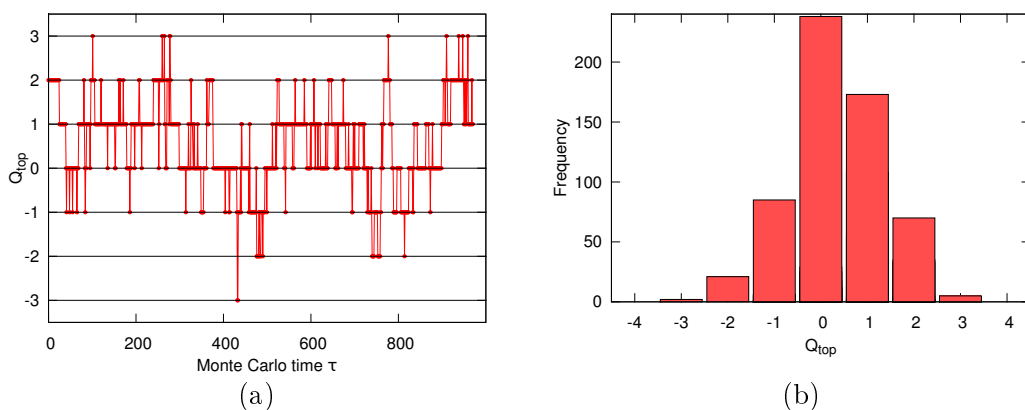 3
2
1
0
-1
-2
-3
Q_top
0 200 400 600 800
Monte Carlo time τ
(a)
200
150
100
50
0
Frequency
-4 -3 -2 -1 0 1 2 3 4
Q_top
(b)